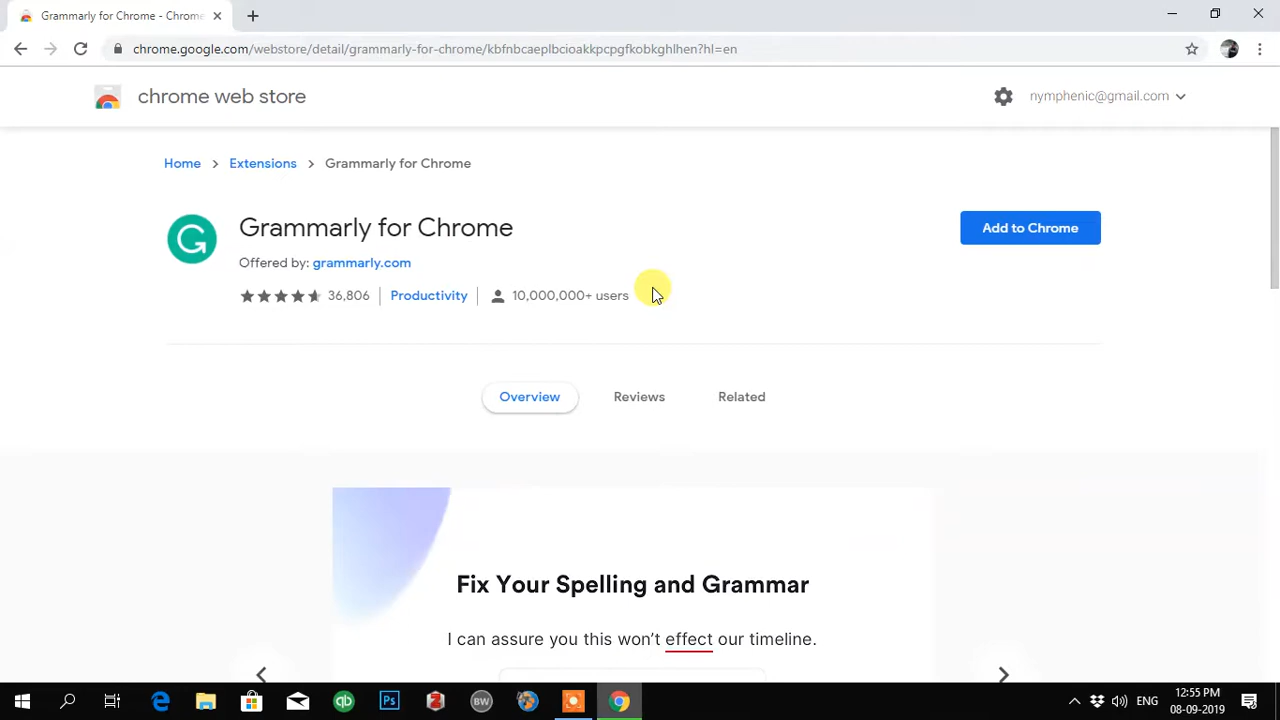 Grammarly for Chrome - Chrome
chrome.google.com/webstore/detail/grammarly-for-chrome/kbfnbcaeplbcioakkpcpgfkobkghlhen?hl=en
chrome web store
nymphenic@gmail.com
Home > Extensions > Grammarly for Chrome
Grammarly for Chrome
Add to Chrome
Offered by: grammarly.com
36,806 Productivity 10,000,000+ users
Overview Reviews Related
Fix Your Spelling and Grammar
I can assure you this won't effect our timeline.
12:55 PM
ENG
08-09-2019